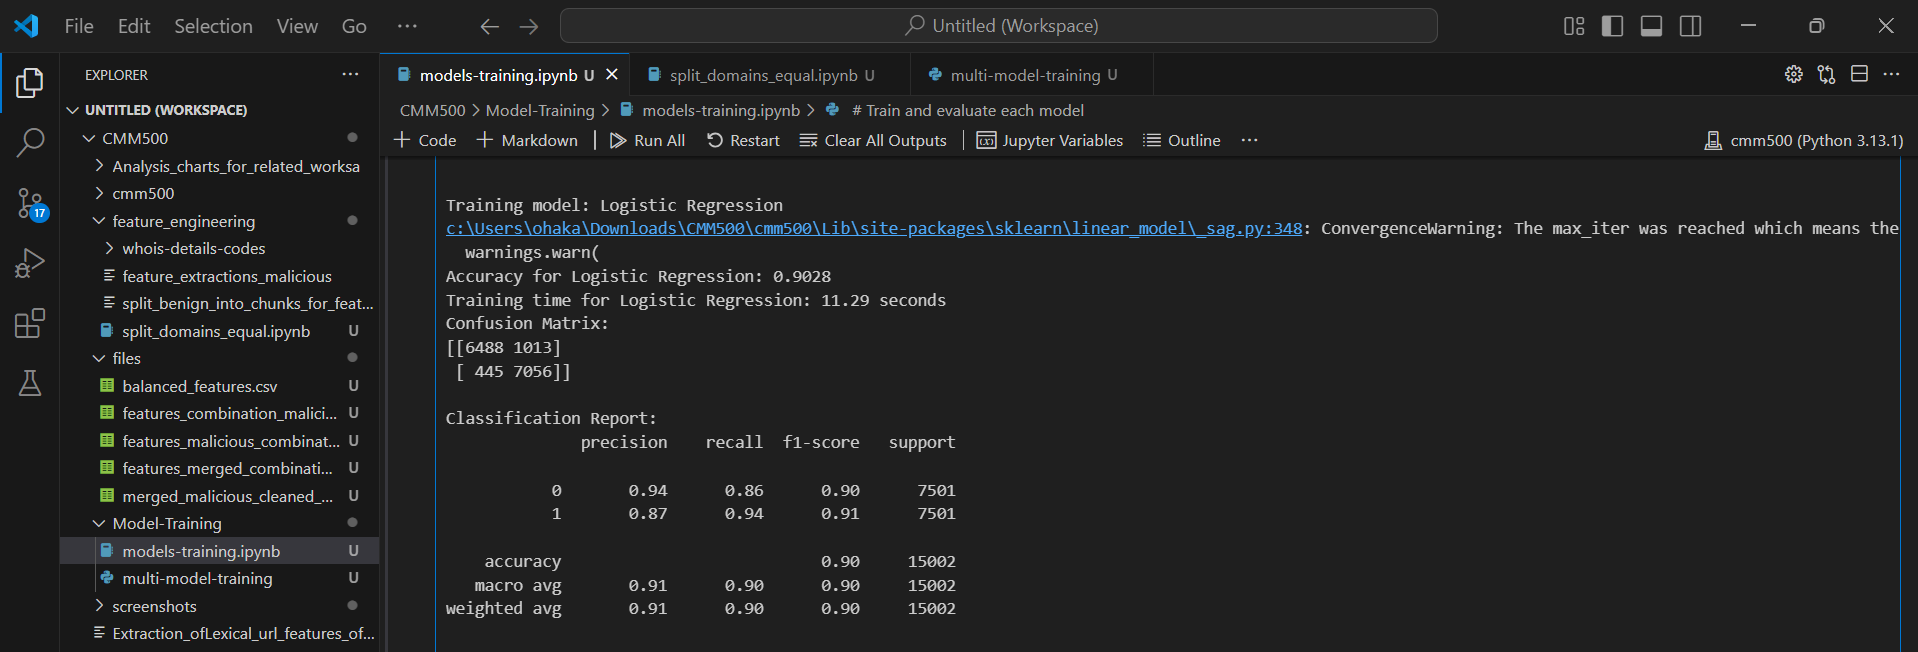 File Edit Selection View Go ··· Untitled (Workspace)
EXPLORER ···
UNTITLED (WORKSPACE)
CMM500
Analysis_charts_for_related_worksa
cmm500
feature_engineering
whois-details-codes
feature_extractions_malicious
split_benign_into_chunks_for_feat...
split_domains_equal.ipynb U
files
balanced_features.csv U
features_combination_malici... U
features_malicious_combinat... U
features_merged_combinati... U
merged_malicious_cleaned_... U
Model-Training
models-training.ipynb U
multi-model-training U
screenshots
Extraction_ofLexical_url_features_of...
17
models-training.ipynb U split_domains_equal.ipynb U multi-model-training U
CMM500 > Model-Training > models-training.ipynb > # Train and evaluate each model
+ Code + Markdown | Run All Restart Clear All Outputs | Jupyter Variables Outline ··· cmm500 (Python 3.13.1)
Training model: Logistic Regression
c:\Users\ohaka\Downloads\CMM500\cmm500\Lib\site-packages\sklearn\linear_model\_sag.py:348: ConvergenceWarning: The max_iter was reached which means the
warnings.warn(
Accuracy for Logistic Regression: 0.9028
Training time for Logistic Regression: 11.29 seconds
Confusion Matrix:
[[6488 1013]
[ 445 7056]]
Classification Report:
precision recall f1-score support
0 0.94 0.86 0.90 7501
1 0.87 0.94 0.91 7501
accuracy 0.90 15002
macro avg 0.91 0.90 0.90 15002
weighted avg 0.91 0.90 0.90 15002